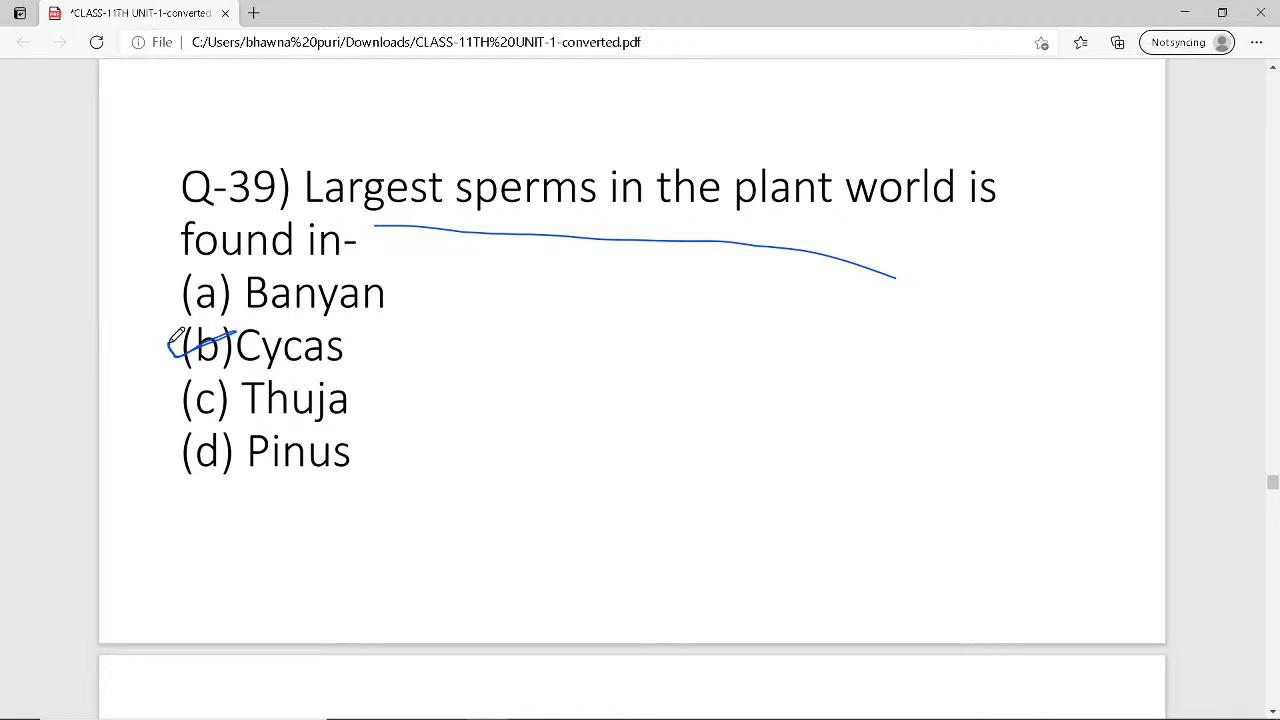 *CLASS-11TH UNIT-1-converted
File
C:/Users/bhawna%20puri/Downloads/CLASS-11TH%20UNIT-1-converted.pdf
Not syncing
Q-39) Largest sperms in the plant world is
found in-
(a) Banyan
(b)Cycas
(c) Thuja
(d) Pinus